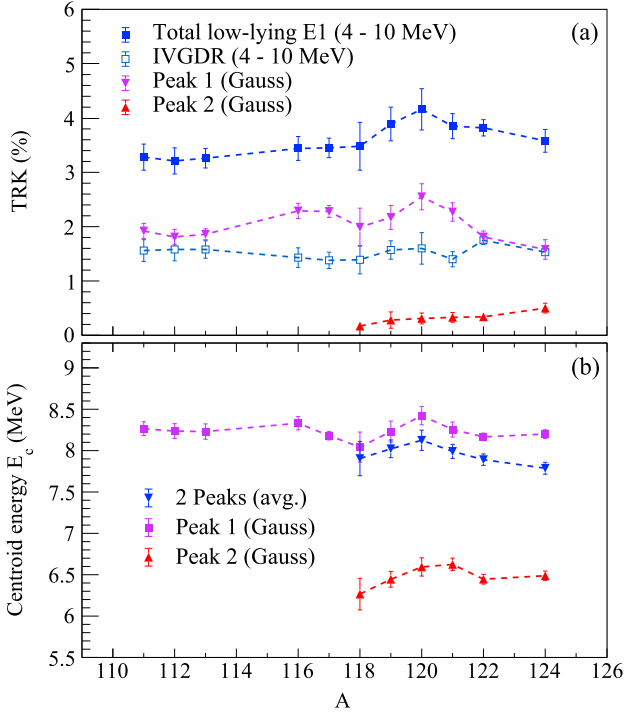 Total low-lying E1 (4 - 10 MeV)
(a)
IVGDR (4 - 10 MeV)
Peak 1 (Gauss)
Peak 2 (Gauss)
TRK (%)
6
5
4
3
2
1
0
(b)
Centroid energy E_c (MeV)
9
8.5
8
7.5
7
6.5
6
5.5
2 Peaks (avg.)
Peak 1 (Gauss)
Peak 2 (Gauss)
110 112 114 116 118 120 122 124 126
A